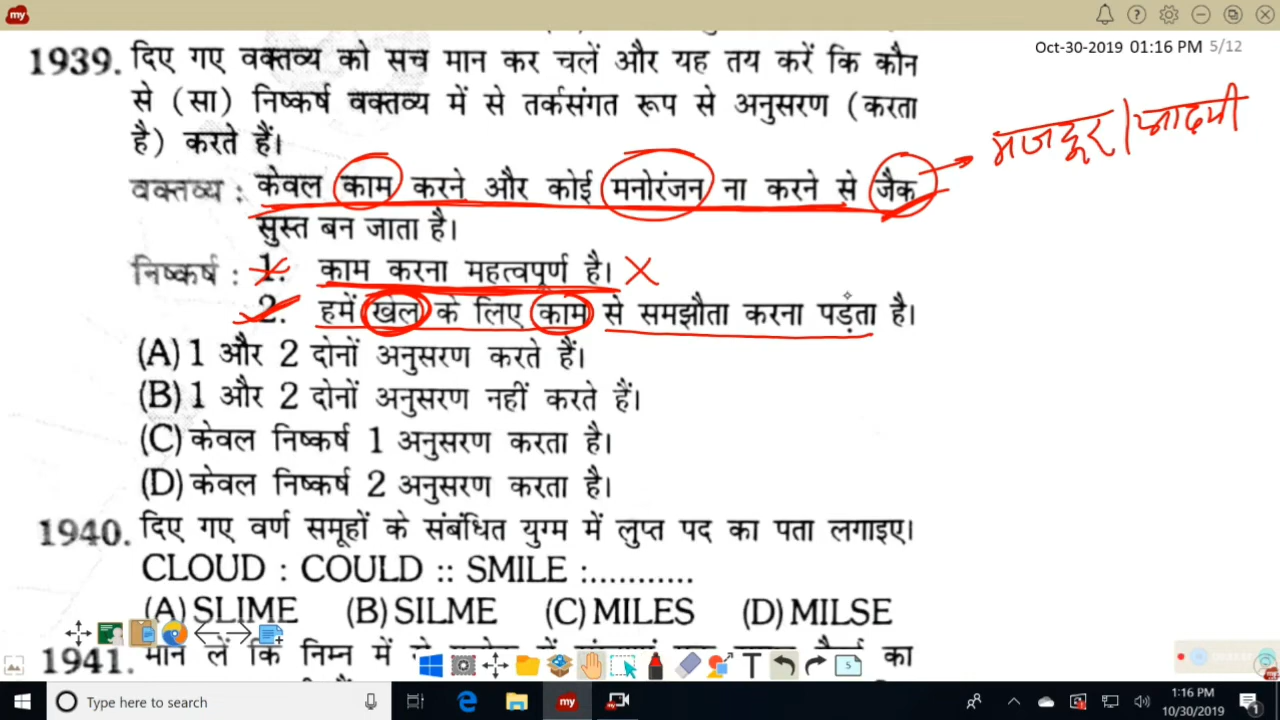 my
Oct-30-2019 01:16 PM 5/12
1939. दिए गए वक्तव्य को सच मान कर चलें और यह तय करें कि कौन
से (सा) निष्कर्ष वक्तव्य में से तर्कसंगत रूप से अनुसरण (करता
है) करते हैं।
मजदूर/आदमी
वक्तव्य : केवल काम करने और कोई मनोरंजन ना करने से जैक
सुस्त बन जाता है।
निष्कर्ष : 1. काम करना महत्वपूर्ण है।
2. हमें खेल के लिए काम से समझौता करना पड़ता है।
(A) 1 और 2 दोनों अनुसरण करते हैं।
(B) 1 और 2 दोनों अनुसरण नहीं करते हैं।
(C) केवल निष्कर्ष 1 अनुसरण करता है।
(D) केवल निष्कर्ष 2 अनुसरण करता है।
1940. दिए गए वर्ण समूहों के संबंधित युग्म में लुप्त पद का पता लगाइए।
CLOUD : COULD :: SMILE :...........
(A) SLIME (B) SILME (C) MILES (D) MILSE
1941. मान लें कि निम्न में से का
Type here to search
my
1:16 PM
10/30/2019